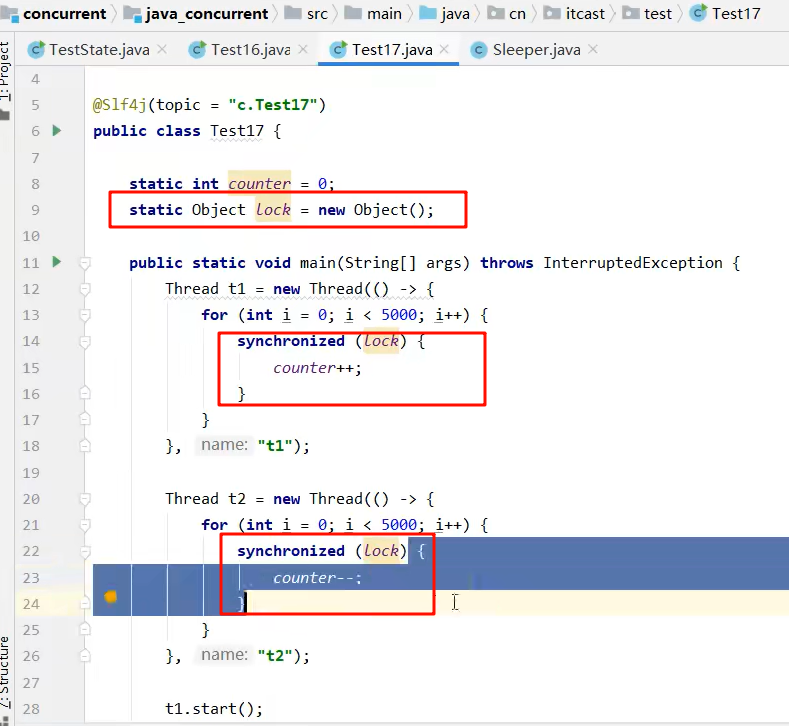 concurrent java_concurrent src main java cn itcast test Test17
TestState.java Test16.java Test17.java Sleeper.java
1: Project
4
5 @Slf4j(topic = "c.Test17")
6 public class Test17 {
7
8 static int counter = 0;
9 static Object lock = new Object();
10
11 public static void main(String[] args) throws InterruptedException {
12 Thread t1 = new Thread(() -> {
13 for (int i = 0; i < 5000; i++) {
14 synchronized (lock) {
15 counter++;
16 }
17 }
18 }, name: "t1");
19
20 Thread t2 = new Thread(() -> {
21 for (int i = 0; i < 5000; i++) {
22 synchronized (lock) {
23 counter--;
24 }
25 }
26 }, name: "t2");
27
28 t1.start();
7: Structure